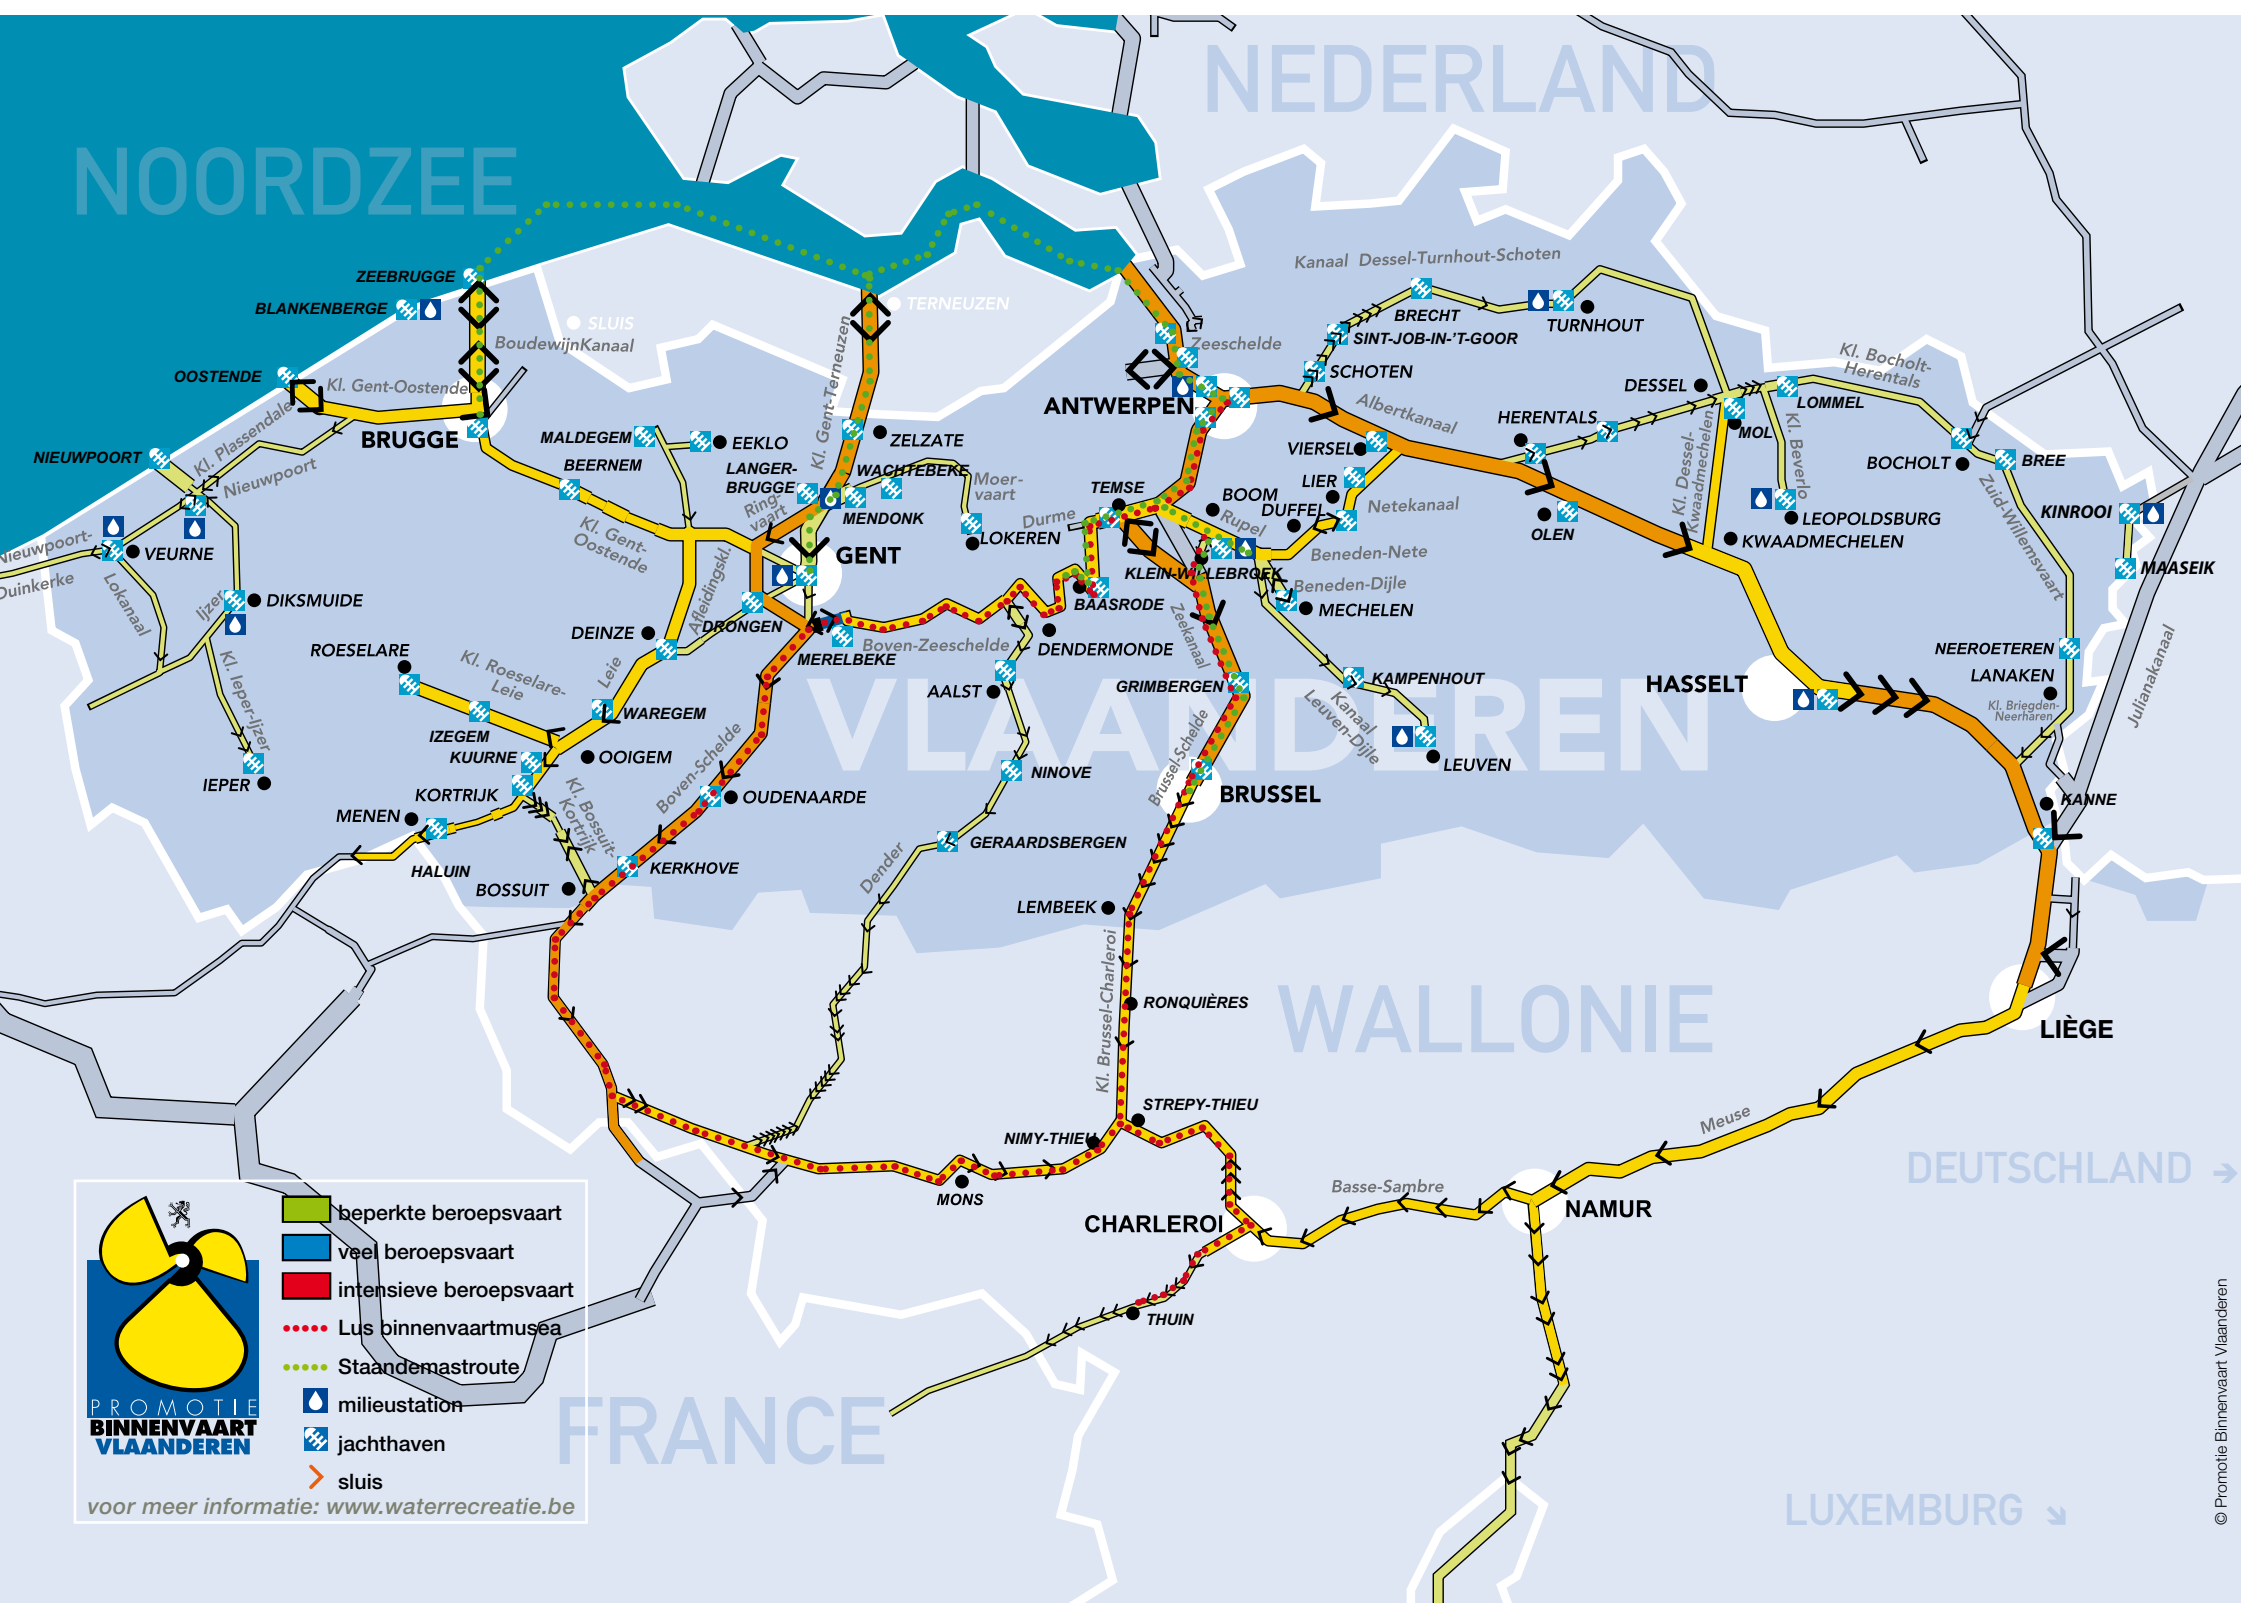 NEDERLAND
NOORDZEE
Kanaal Dessel-Turnhout-Schoten
ZEEBRUGGE
BLANKENBERGE
TERNEUZEN
SLUIS
BoudewijnKanaal
Kl. Gent-Terneuzen
Zeeschelde
BRECHT
TURNHOUT
SINT-JOB-IN-'T-GOOR
Kl. Bocholt-
Herentals
OOSTENDE
Kl. Gent-Oostende
SCHOTEN
DESSEL
LOMMEL
ANTWERPEN
Albertkanaal
HERENTALS
BRUGGE
Kl. Plassendale
Nieuwpoort
MALDEGEM
EEKLO
ZELZATE
VIERSEL
MOL
Kl. Dessel-
Kwaadmechelen
Kl. Beverlo
NIEUWPOORT
BEERNEM
LANGER-
BRUGGE
WACHTEBEKE
Moer-
vaart
BOCHOLT
BREE
TEMSE
BOOM
LIER
Zuid-Willemsvaart
Ring-
vaart
MENDONK
Durme
Rupel
DUFFEL
Netekanaal
LEOPOLDSBURG
KINROOI
Kl. Gent-
Oostende
LOKEREN
OLEN
KWAADMECHELEN
Nieuwpoort-
Duinkerke
VEURNE
GENT
Beneden-Nete
KLEIN-WILLEBROEK
MAASEIK
Lokanaal
Afleidingskl.
Beneden-Dijle
Ijzer
DIKSMUIDE
BAASRODE
MECHELEN
DEINZE
DRONGEN
Zeekanaal
ROESELARE
Kl. Roeselare-
Leie
Leie
MERELBEKE
Boven-Zeeschelde
DENDERMONDE
NEEROETEREN
Julianakanaal
Kl. Ieper-Ijzer
AALST
GRIMBERGEN
KAMPENHOUT
HASSELT
LANAKEN
Kl. Briegden-
Neerharen
VLAANDEREN
WAREGEM
Kanaal
Leuven-Dijle
IZEGEM
Brussel-Schelde
Boven-Schelde
KUURNE
OOIGEM
NINOVE
LEUVEN
IEPER
KORTRIJK
Kl. Bossuit-
Kortrijk
OUDENAARDE
BRUSSEL
KANNE
MENEN
GERAARDSBERGEN
HALUIN
KERKHOVE
Dender
BOSSUIT
LEMBEEK
Kl. Brussel-Charleroi
RONQUIÈRES
WALLONIE
LIÈGE
STREPY-THIEU
Meuse
NIMY-THIEU
DEUTSCHLAND
MONS
Basse-Sambre
NAMUR
CHARLEROI
THUIN
FRANCE
LUXEMBURG
beperkte beroepsvaart
veel beroepsvaart
intensieve beroepsvaart
Lus binnenvaartmusea
Staandemastroute
milieustation
jachthaven
sluis
PROMOTIE
BINNENVAART
VLAANDEREN
voor meer informatie: www.waterrecreatie.be
© Promotie Binnenvaart Vlaanderen